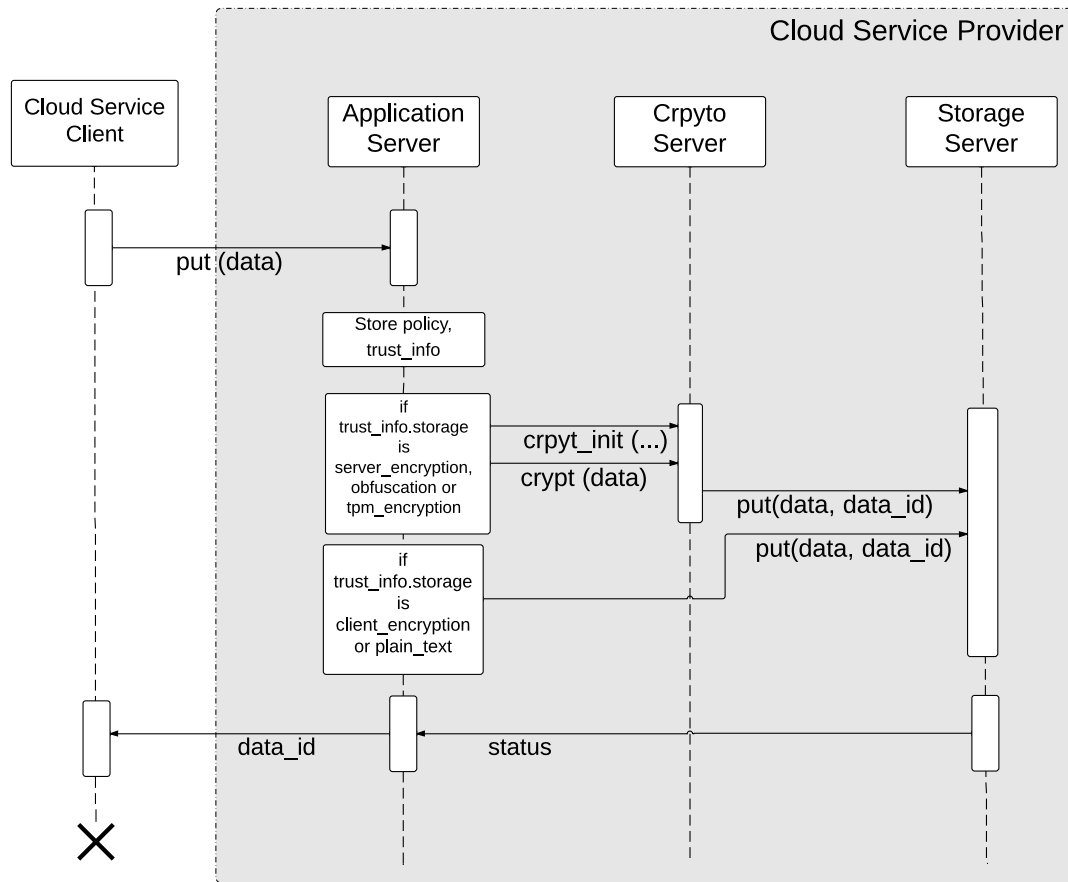 Cloud Service Provider
Cloud Service
Client
Application
Server
Crpyto
Server
Storage
Server
put (data)
Store policy,
trust_info
if
trust_info.storage
is
server_encryption,
obfuscation or
tpm_encryption
crpyt_init (...)
crypt (data)
put(data, data_id)
put(data, data_id)
if
trust_info.storage
is
client_encryption
or plain_text
data_id
status